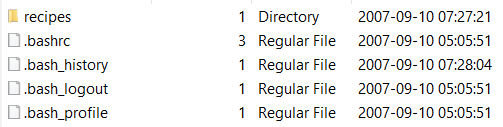 recipes 1 Directory 2007-09-10 07:27:21
.bashrc 3 Regular File 2007-09-10 05:05:51
.bash_history 1 Regular File 2007-09-10 07:28:04
.bash_logout 1 Regular File 2007-09-10 05:05:51
.bash_profile 1 Regular File 2007-09-10 05:05:51